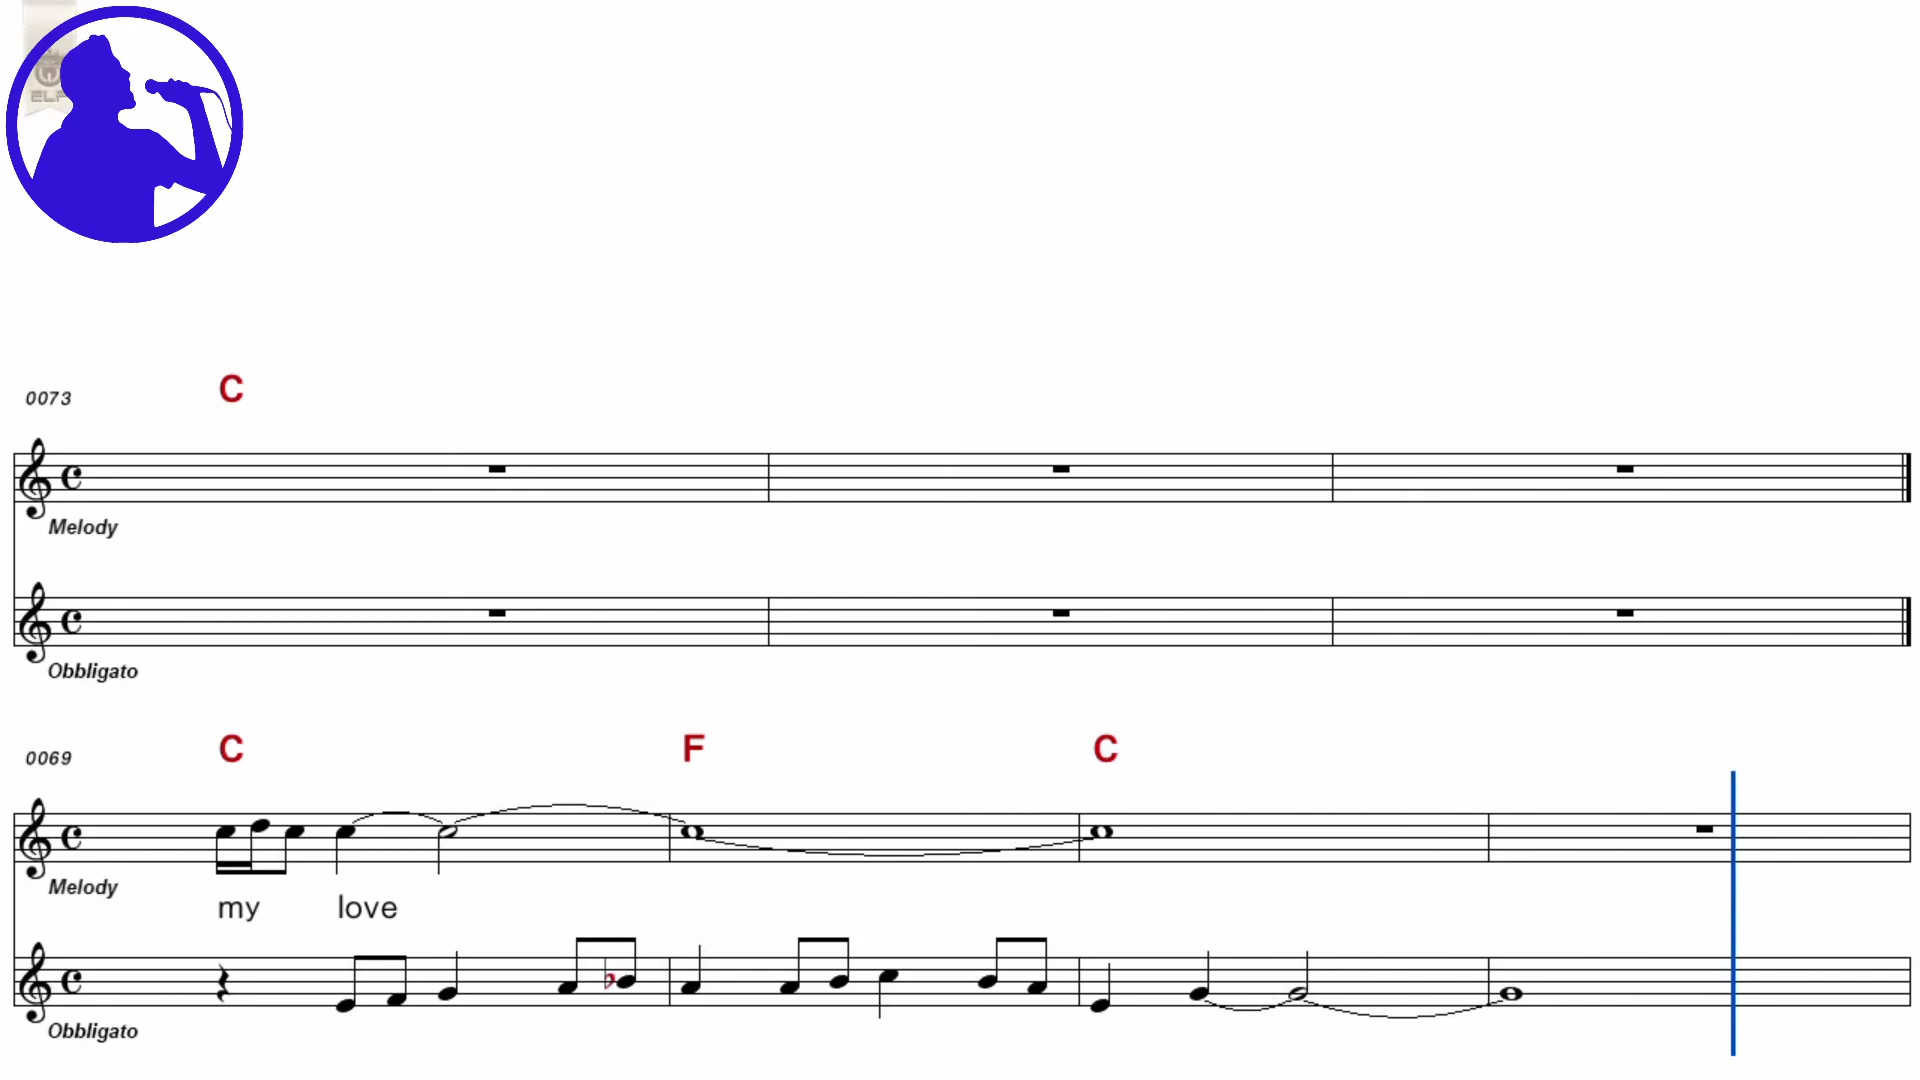 0073 C
Melody
Obbligato
0069 C F C
Melody
my love
Obbligato